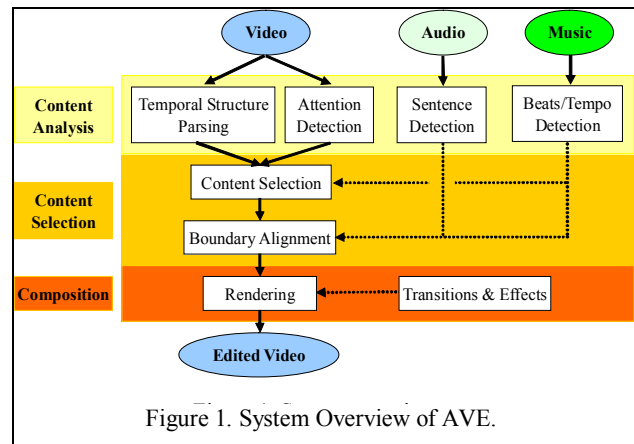 Video
Audio
Music
Content
Analysis
Temporal Structure
Parsing
Attention
Detection
Sentence
Detection
Beats/Tempo
Detection
Content
Selection
Content Selection
Boundary Alignment
Composition
Rendering
Transitions & Effects
Edited Video
Figure 1. System Overview of AVE.